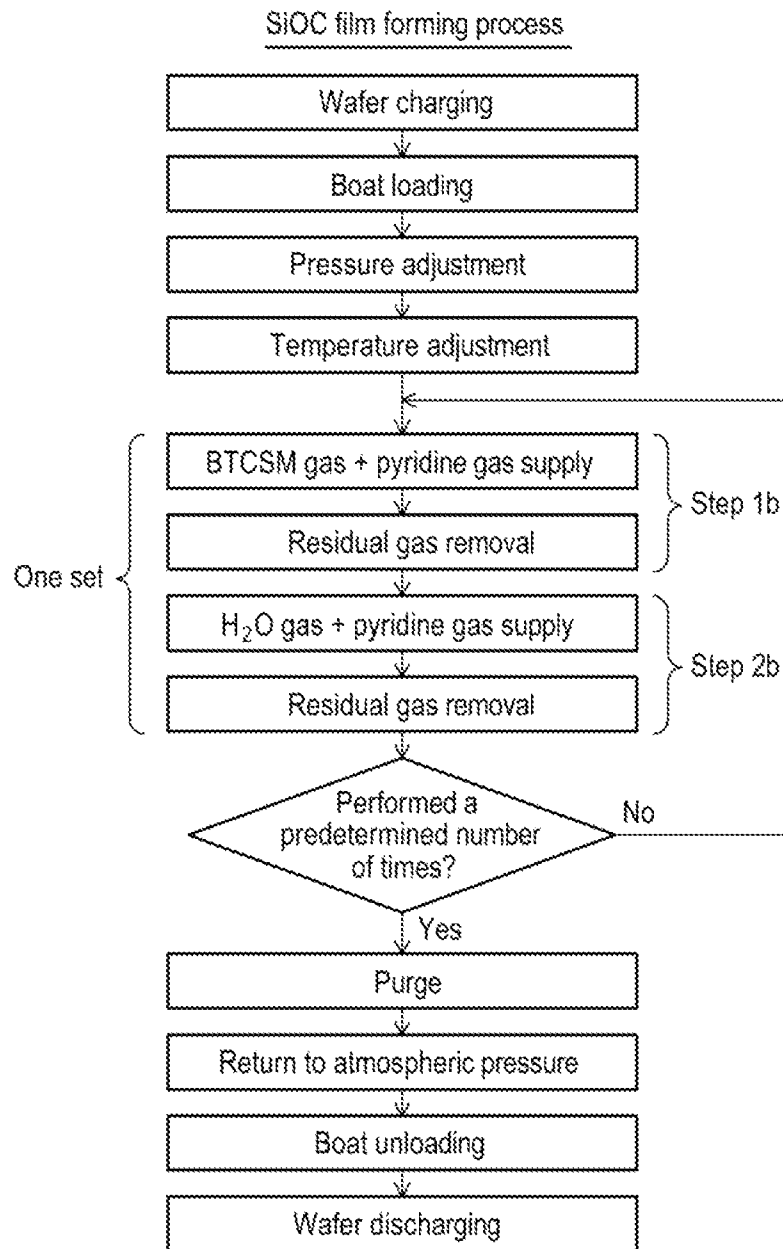 SiOC film forming process
Wafer charging
Boat loading
Pressure adjustment
Temperature adjustment
BTCSM gas + pyridine gas supply
Step 1b
Residual gas removal
One set
H₂O gas + pyridine gas supply
Step 2b
Residual gas removal
Performed a
predetermined number
of times?
No
Yes
Purge
Return to atmospheric pressure
Boat unloading
Wafer discharging